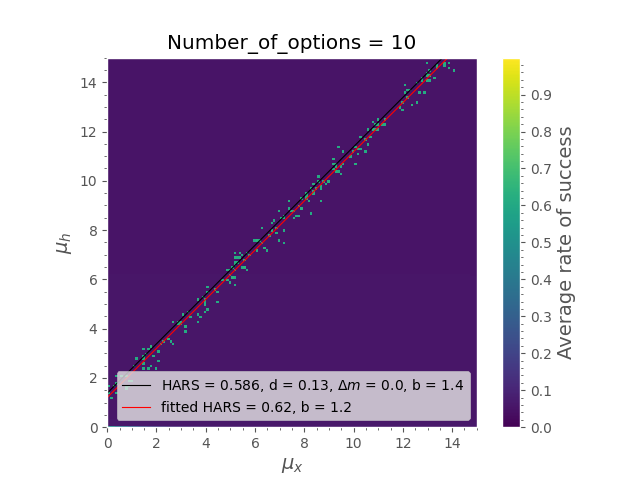 Number_of_options = 10
14
12
10
8
6
4
2
0
μh
0 2 4 6 8 10 12 14
μx
HARS = 0.586, d = 0.13, Δm = 0.0, b = 1.4
fitted HARS = 0.62, b = 1.2
0.9
0.8
0.7
0.6
0.5
0.4
0.3
0.2
0.1
0.0
Average rate of success